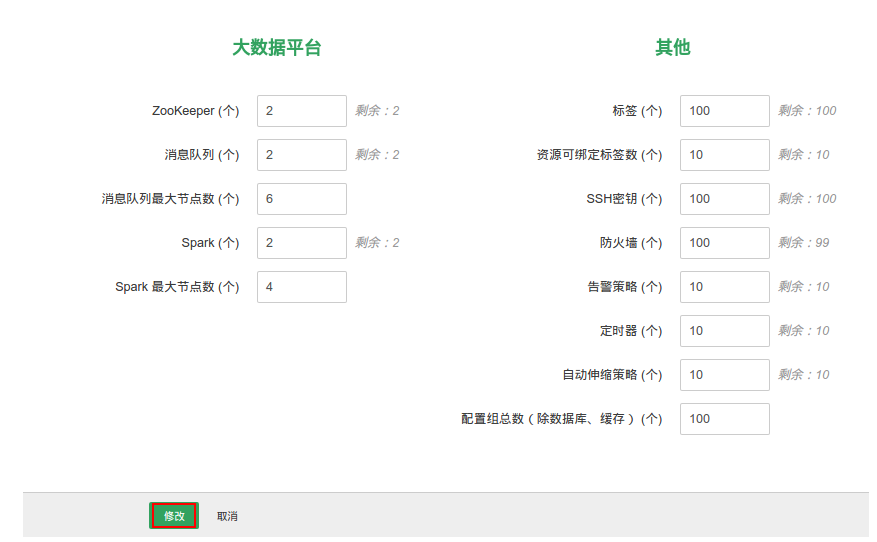 大数据平台
ZooKeeper (个) 2 剩余：2
消息队列 (个) 2 剩余：2
消息队列最大节点数 (个) 6
Spark (个) 2 剩余：2
Spark 最大节点数 (个) 4
其他
标签 (个) 100 剩余：100
资源可绑定标签数 (个) 10 剩余：10
SSH密钥 (个) 100 剩余：100
防火墙 (个) 100 剩余：99
告警策略 (个) 10 剩余：10
定时器 (个) 10 剩余：10
自动伸缩策略 (个) 10 剩余：10
配置组总数（除数据库、缓存）(个) 100
修改 取消